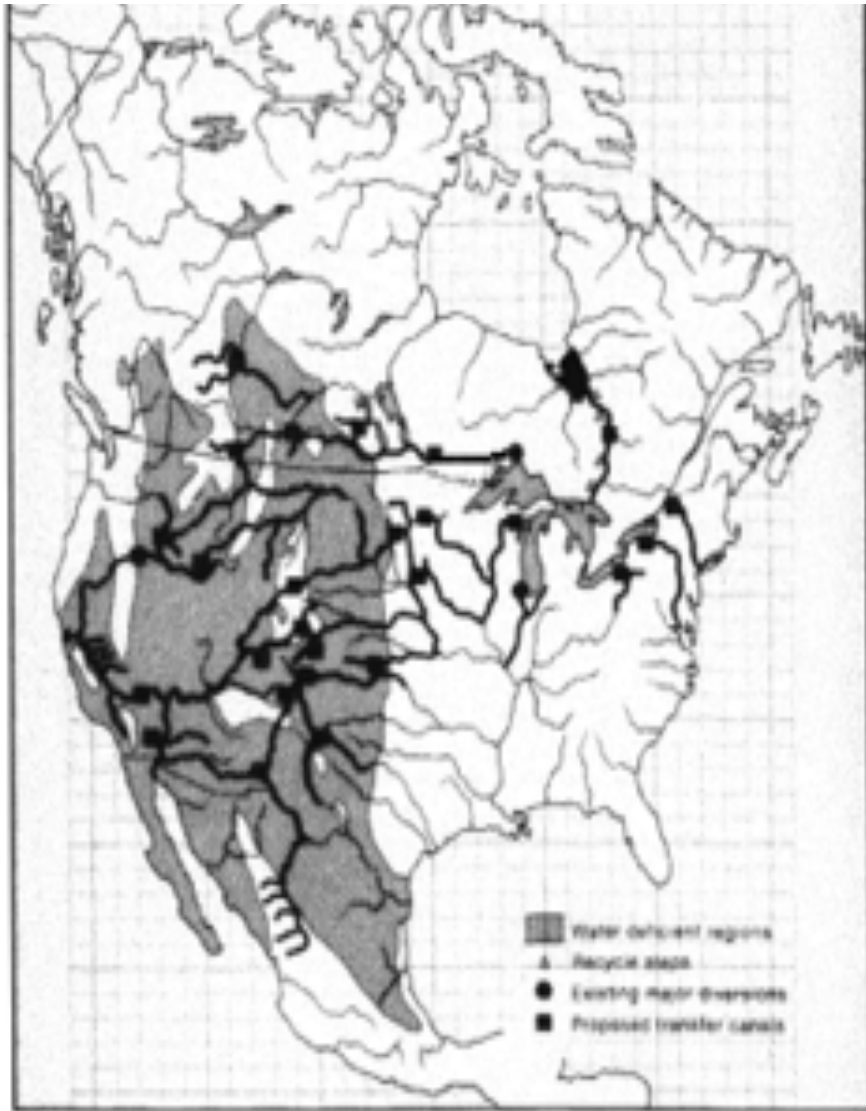 Water deficient regions
Recycle steps
Existing major diversions
Proposed transfer canals